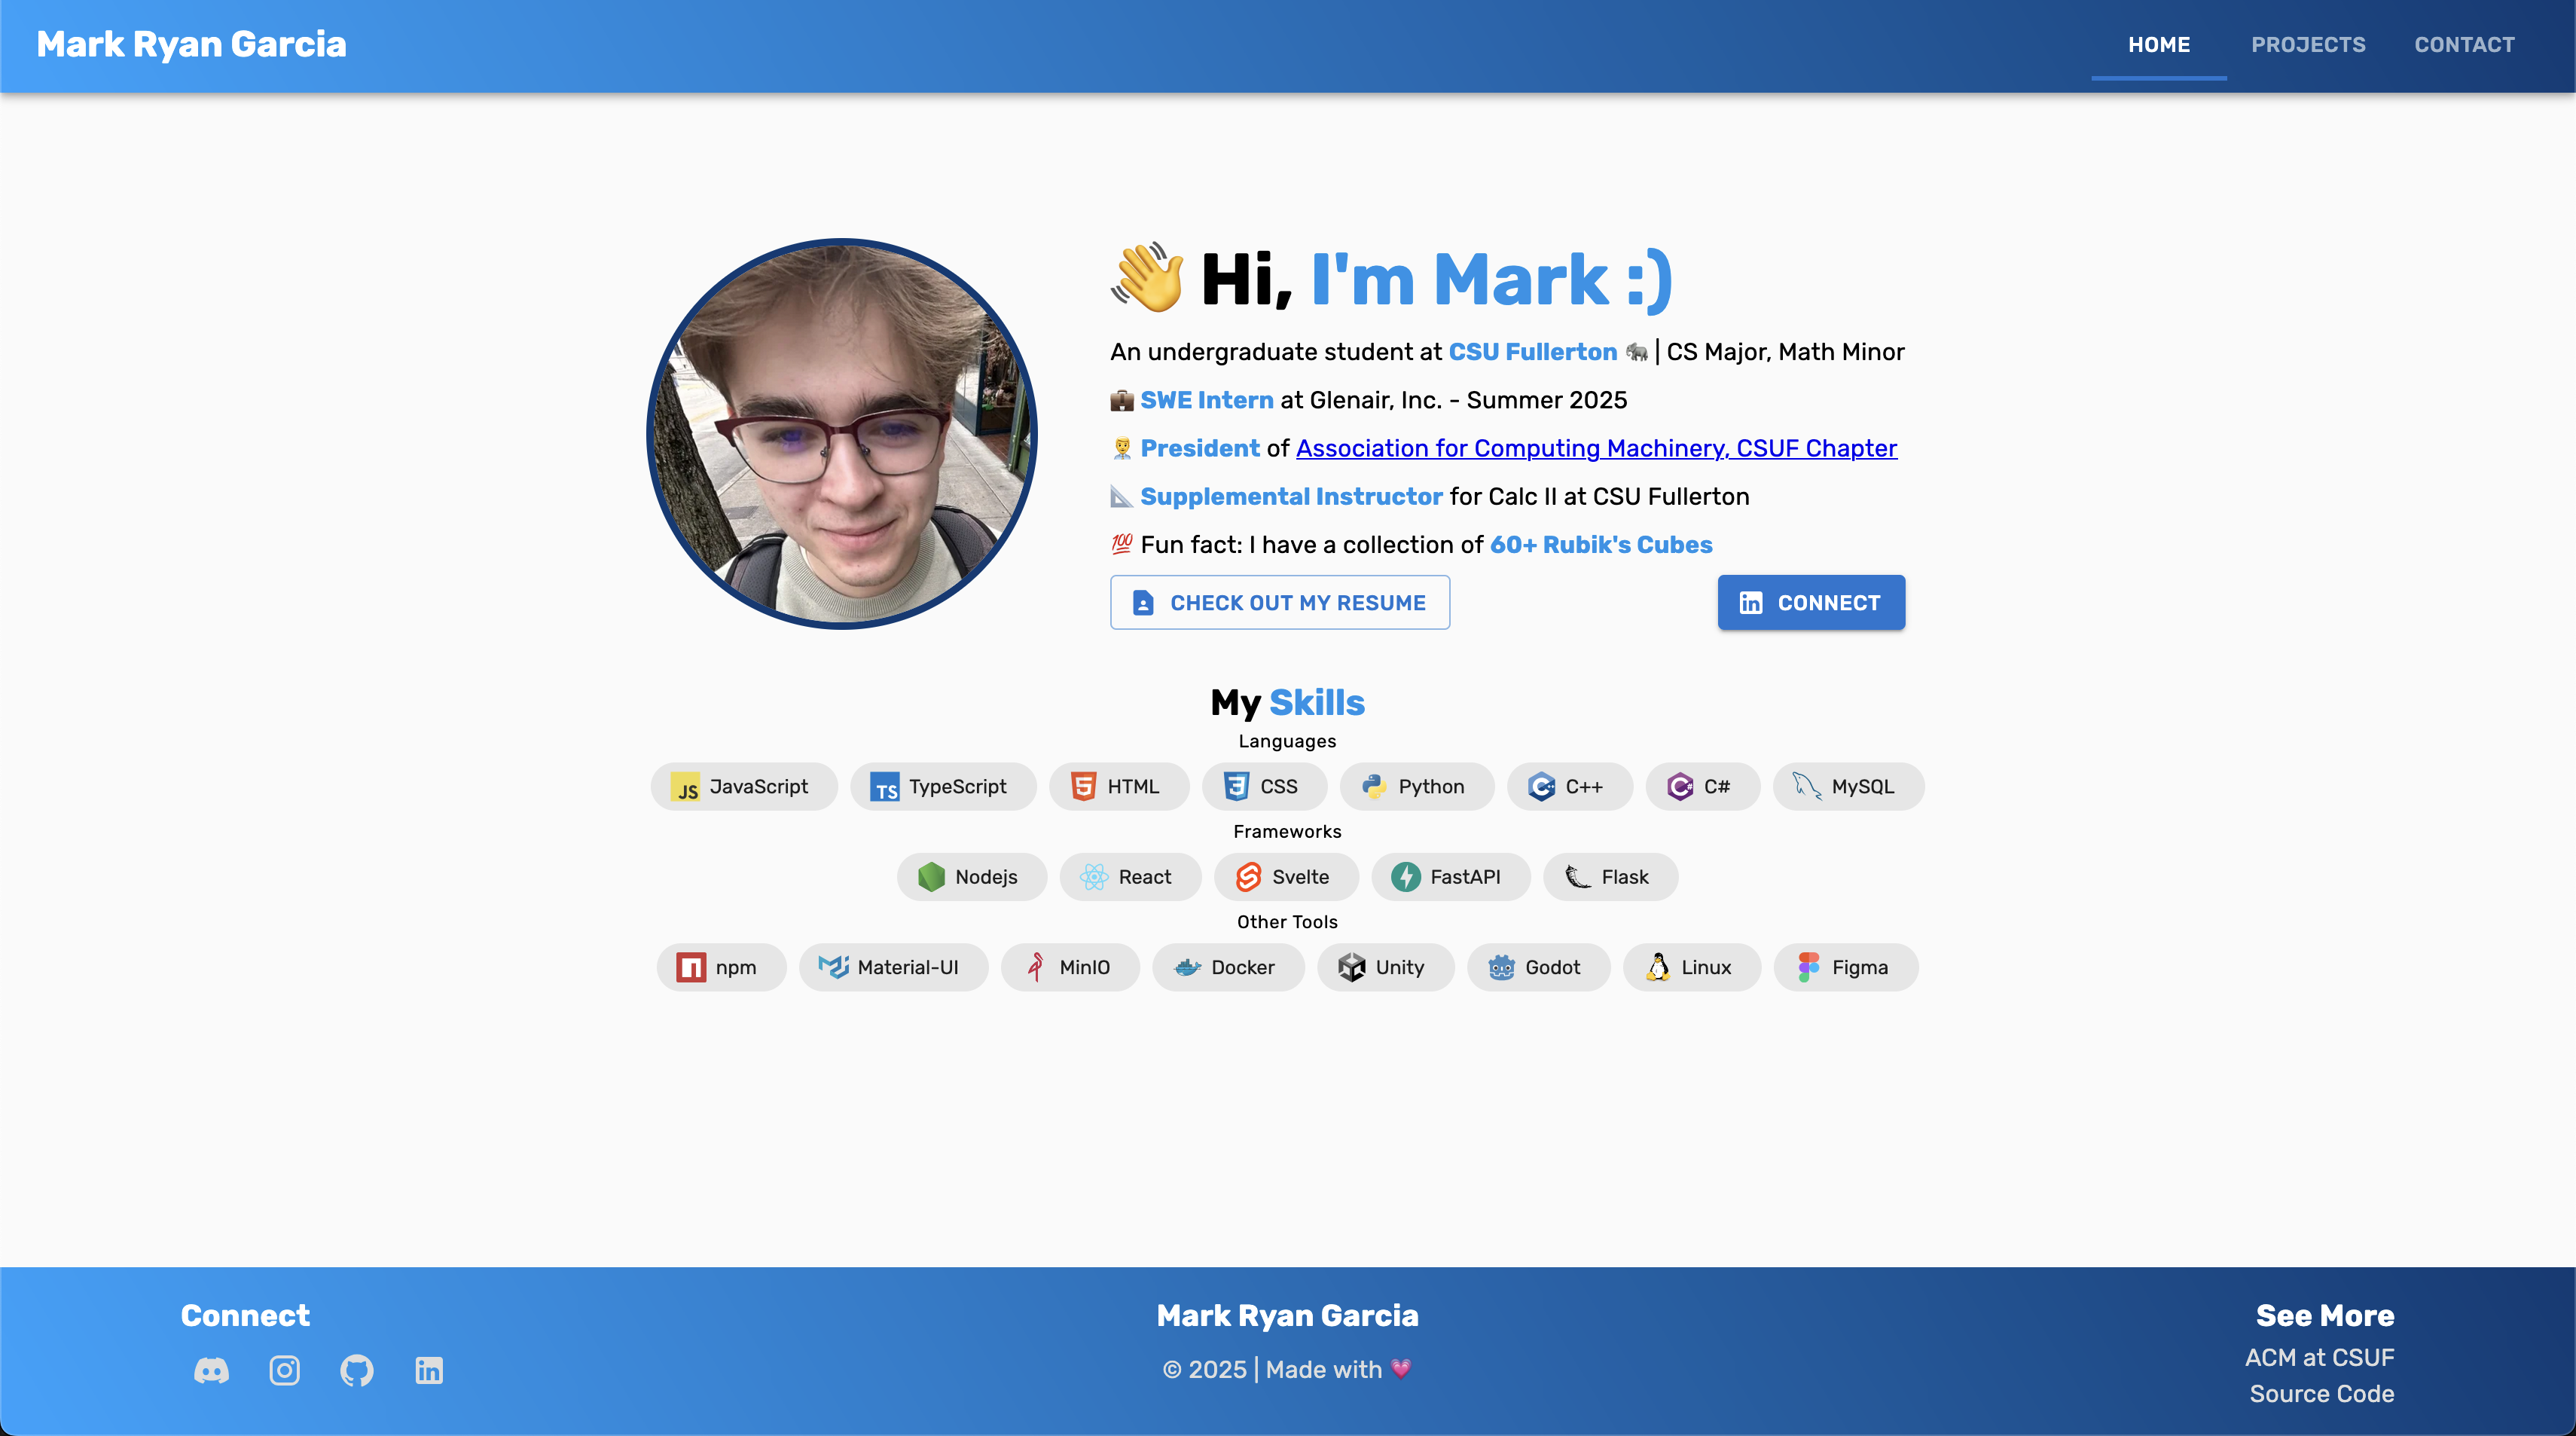 Mark Ryan Garcia
HOME PROJECTS CONTACT
👋 Hi, I'm Mark :)
An undergraduate student at CSU Fullerton 🐘 | CS Major, Math Minor
💼 SWE Intern at Glenair, Inc. - Summer 2025
👨‍💼 President of Association for Computing Machinery, CSUF Chapter
📐 Supplemental Instructor for Calc II at CSU Fullerton
💯 Fun fact: I have a collection of 60+ Rubik's Cubes
CHECK OUT MY RESUME
CONNECT
My Skills
Languages
JavaScript TypeScript HTML CSS Python C++ C# MySQL
Frameworks
Nodejs React Svelte FastAPI Flask
Other Tools
npm Material-UI MinIO Docker Unity Godot Linux Figma
Connect
Mark Ryan Garcia
© 2025 | Made with 💗
See More
ACM at CSUF
Source Code